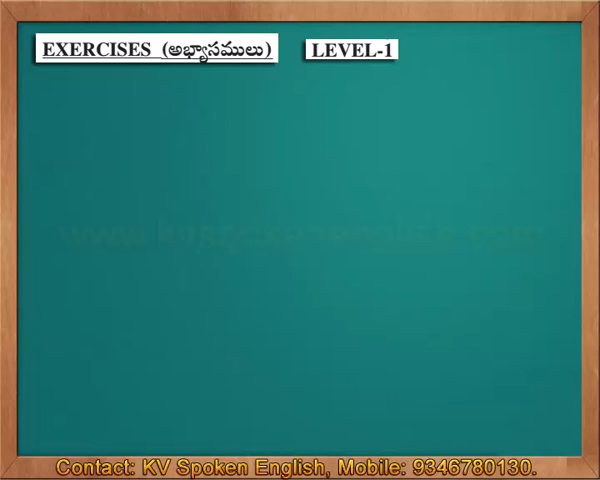 EXERCISES (అభ్యాసములు) LEVEL-1
Contact: KV Spoken English, Mobile: 9346780130.